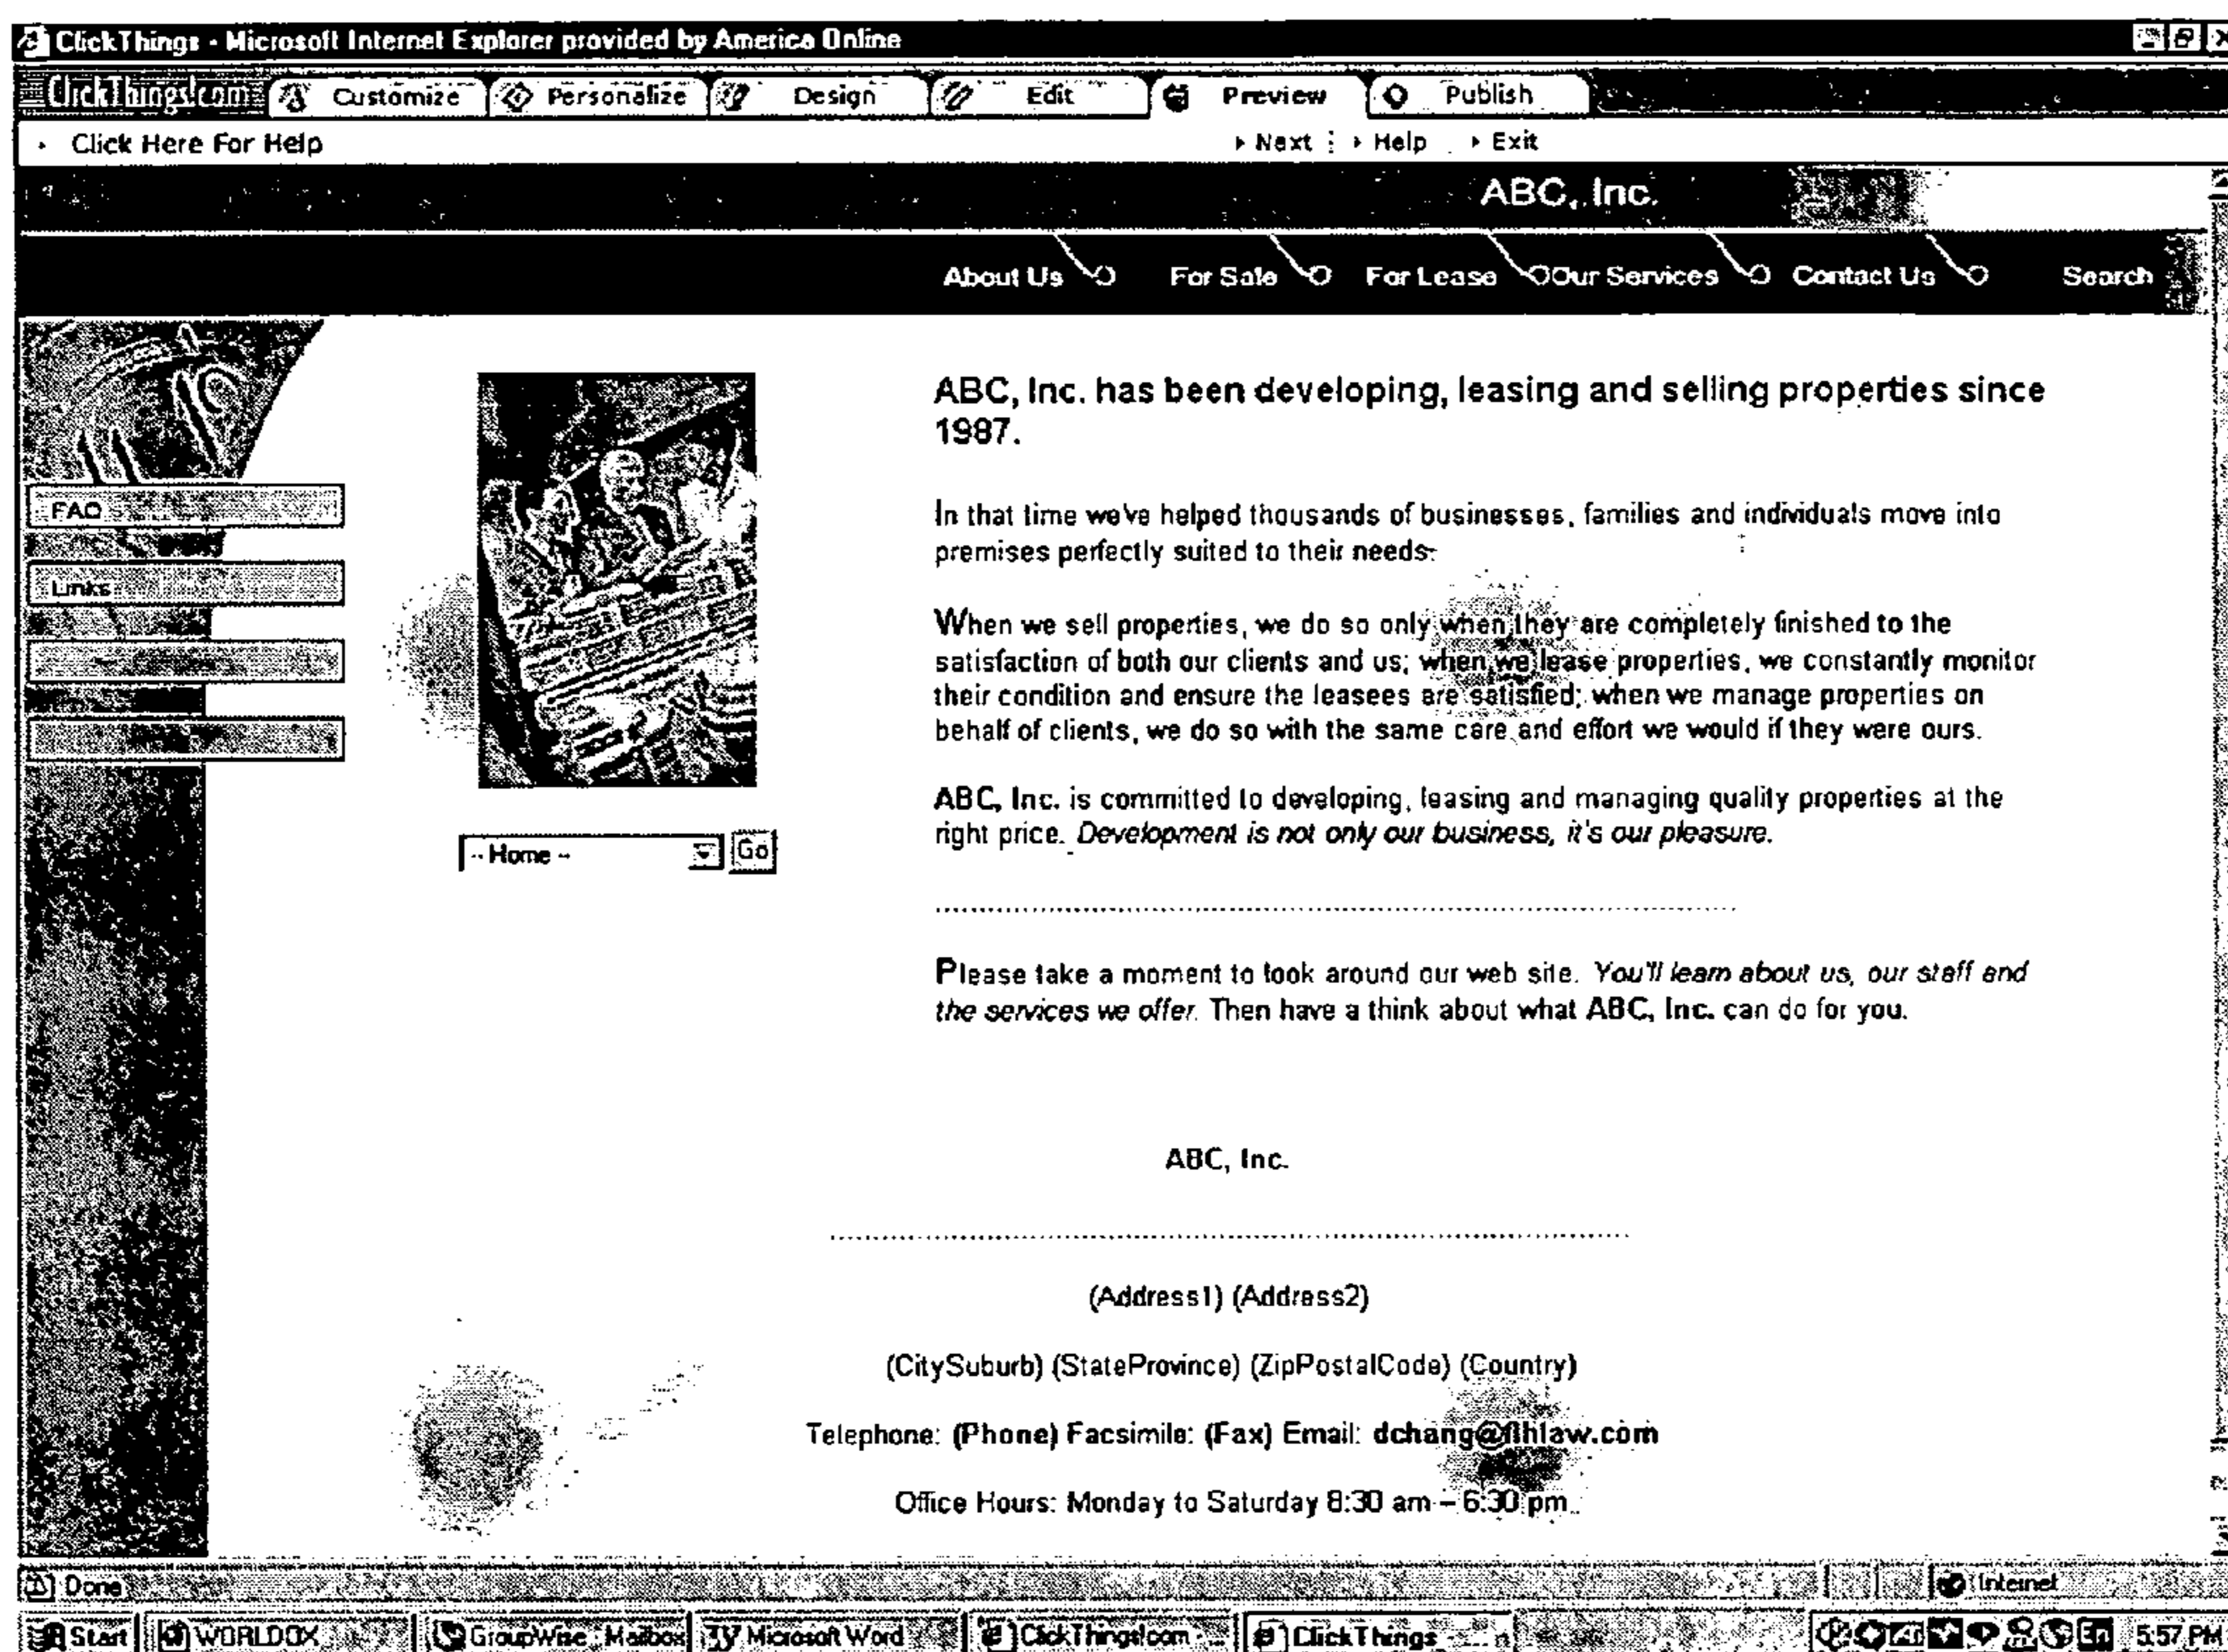 ClickThings - Microsoft Internet Explorer provided by America Online
ClickThings!com Customize Personalize Design Edit Preview Publish
Click Here For Help Next Help Exit
ABC, Inc.
About Us For Sale For Lease Our Services Contact Us Search
ABC, Inc. has been developing, leasing and selling properties since
1987.
FAQ
In that time we've helped thousands of businesses, families and individuals move into
premises perfectly suited to their needs.
Links
When we sell properties, we do so only when they are completely finished to the
satisfaction of both our clients and us; when we lease properties, we constantly monitor
their condition and ensure the leasees are satisfied; when we manage properties on
behalf of clients, we do so with the same care and effort we would if they were ours.
ABC, Inc. is committed to developing, leasing and managing quality properties at the
right price. Development is not only our business, it's our pleasure.
-- Home -- Go
Please take a moment to look around our web site. You'll learn about us, our staff and
the services we offer. Then have a think about what ABC, Inc. can do for you.
ABC, Inc.
(Address1) (Address2)
(CitySuburb) (StateProvince) (ZipPostalCode) (Country)
Telephone: (Phone) Facsimile: (Fax) Email: dchang@flhlaw.com
Office Hours: Monday to Saturday 8:30 am – 6:30 pm.
Done Internet
Start WORLDOX GroupWise - Mailbox Microsoft Word ClickThings!com - ... ClickThings - ... En 5:57 PM